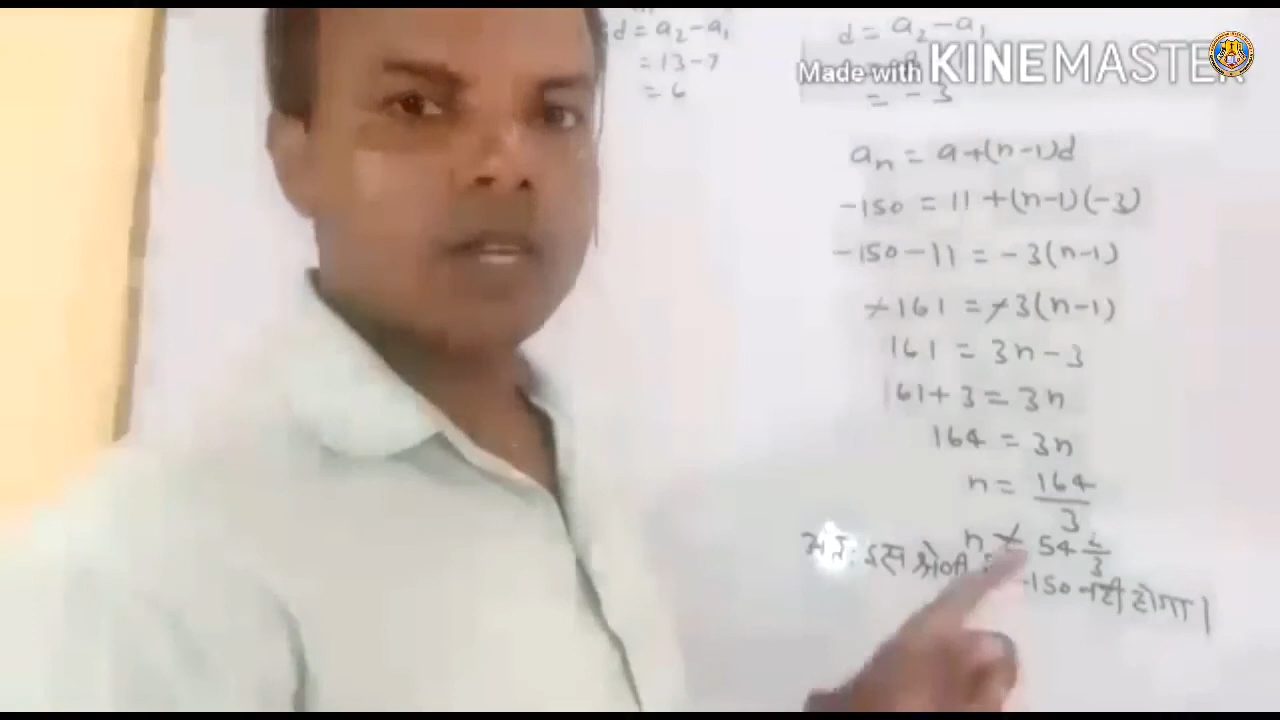 d = a₂ - a₁
= 13 - 7
= 6
d = a₂ - a₁
= - 3
Made with KINEMASTER
aₙ = a + (n-1)d
-150 = 11 + (n-1)(-3)
-150 - 11 = -3(n-1)
-161 = -3(n-1)
161 = 3n - 3
161 + 3 = 3n
164 = 3n
n = 164/3
n ≠ 54 2/3
अतः इस श्रेणी
-150 नहीं होगा।